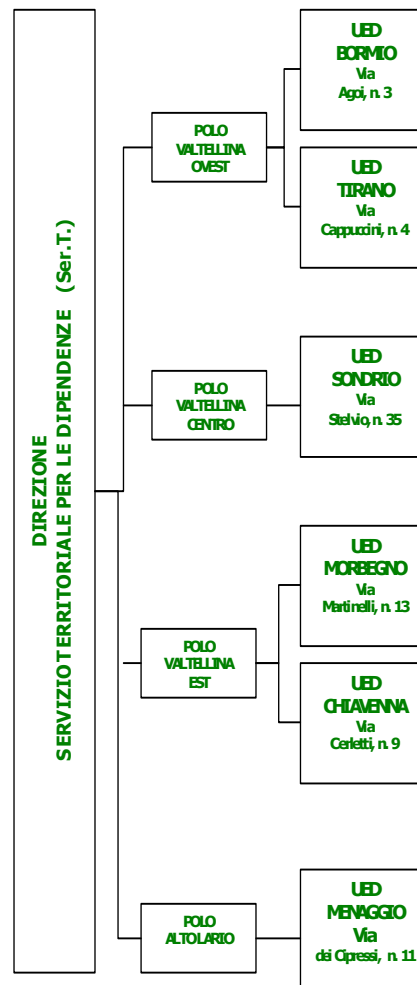 DIREZIONE
SERVIZIO TERRITORIALE PER LE DIPENDENZE (Ser.T.)
POLO
VALTELLINA
OVEST
UED
BORMIO
Via
Agoi, n. 3
UED
TIRANO
Via
Cappuccini, n. 4
POLO
VALTELLINA
CENTRO
UED
SONDRIO
Via
Stelvio, n. 35
POLO
VALTELLINA
EST
UED
MORBEGNO
Via
Martinelli, n. 13
UED
CHIAVENNA
Via
Cerletti, n. 9
POLO
ALTO LARIO
UED
MENAGGIO
Via
dei Cipressi, n. 11